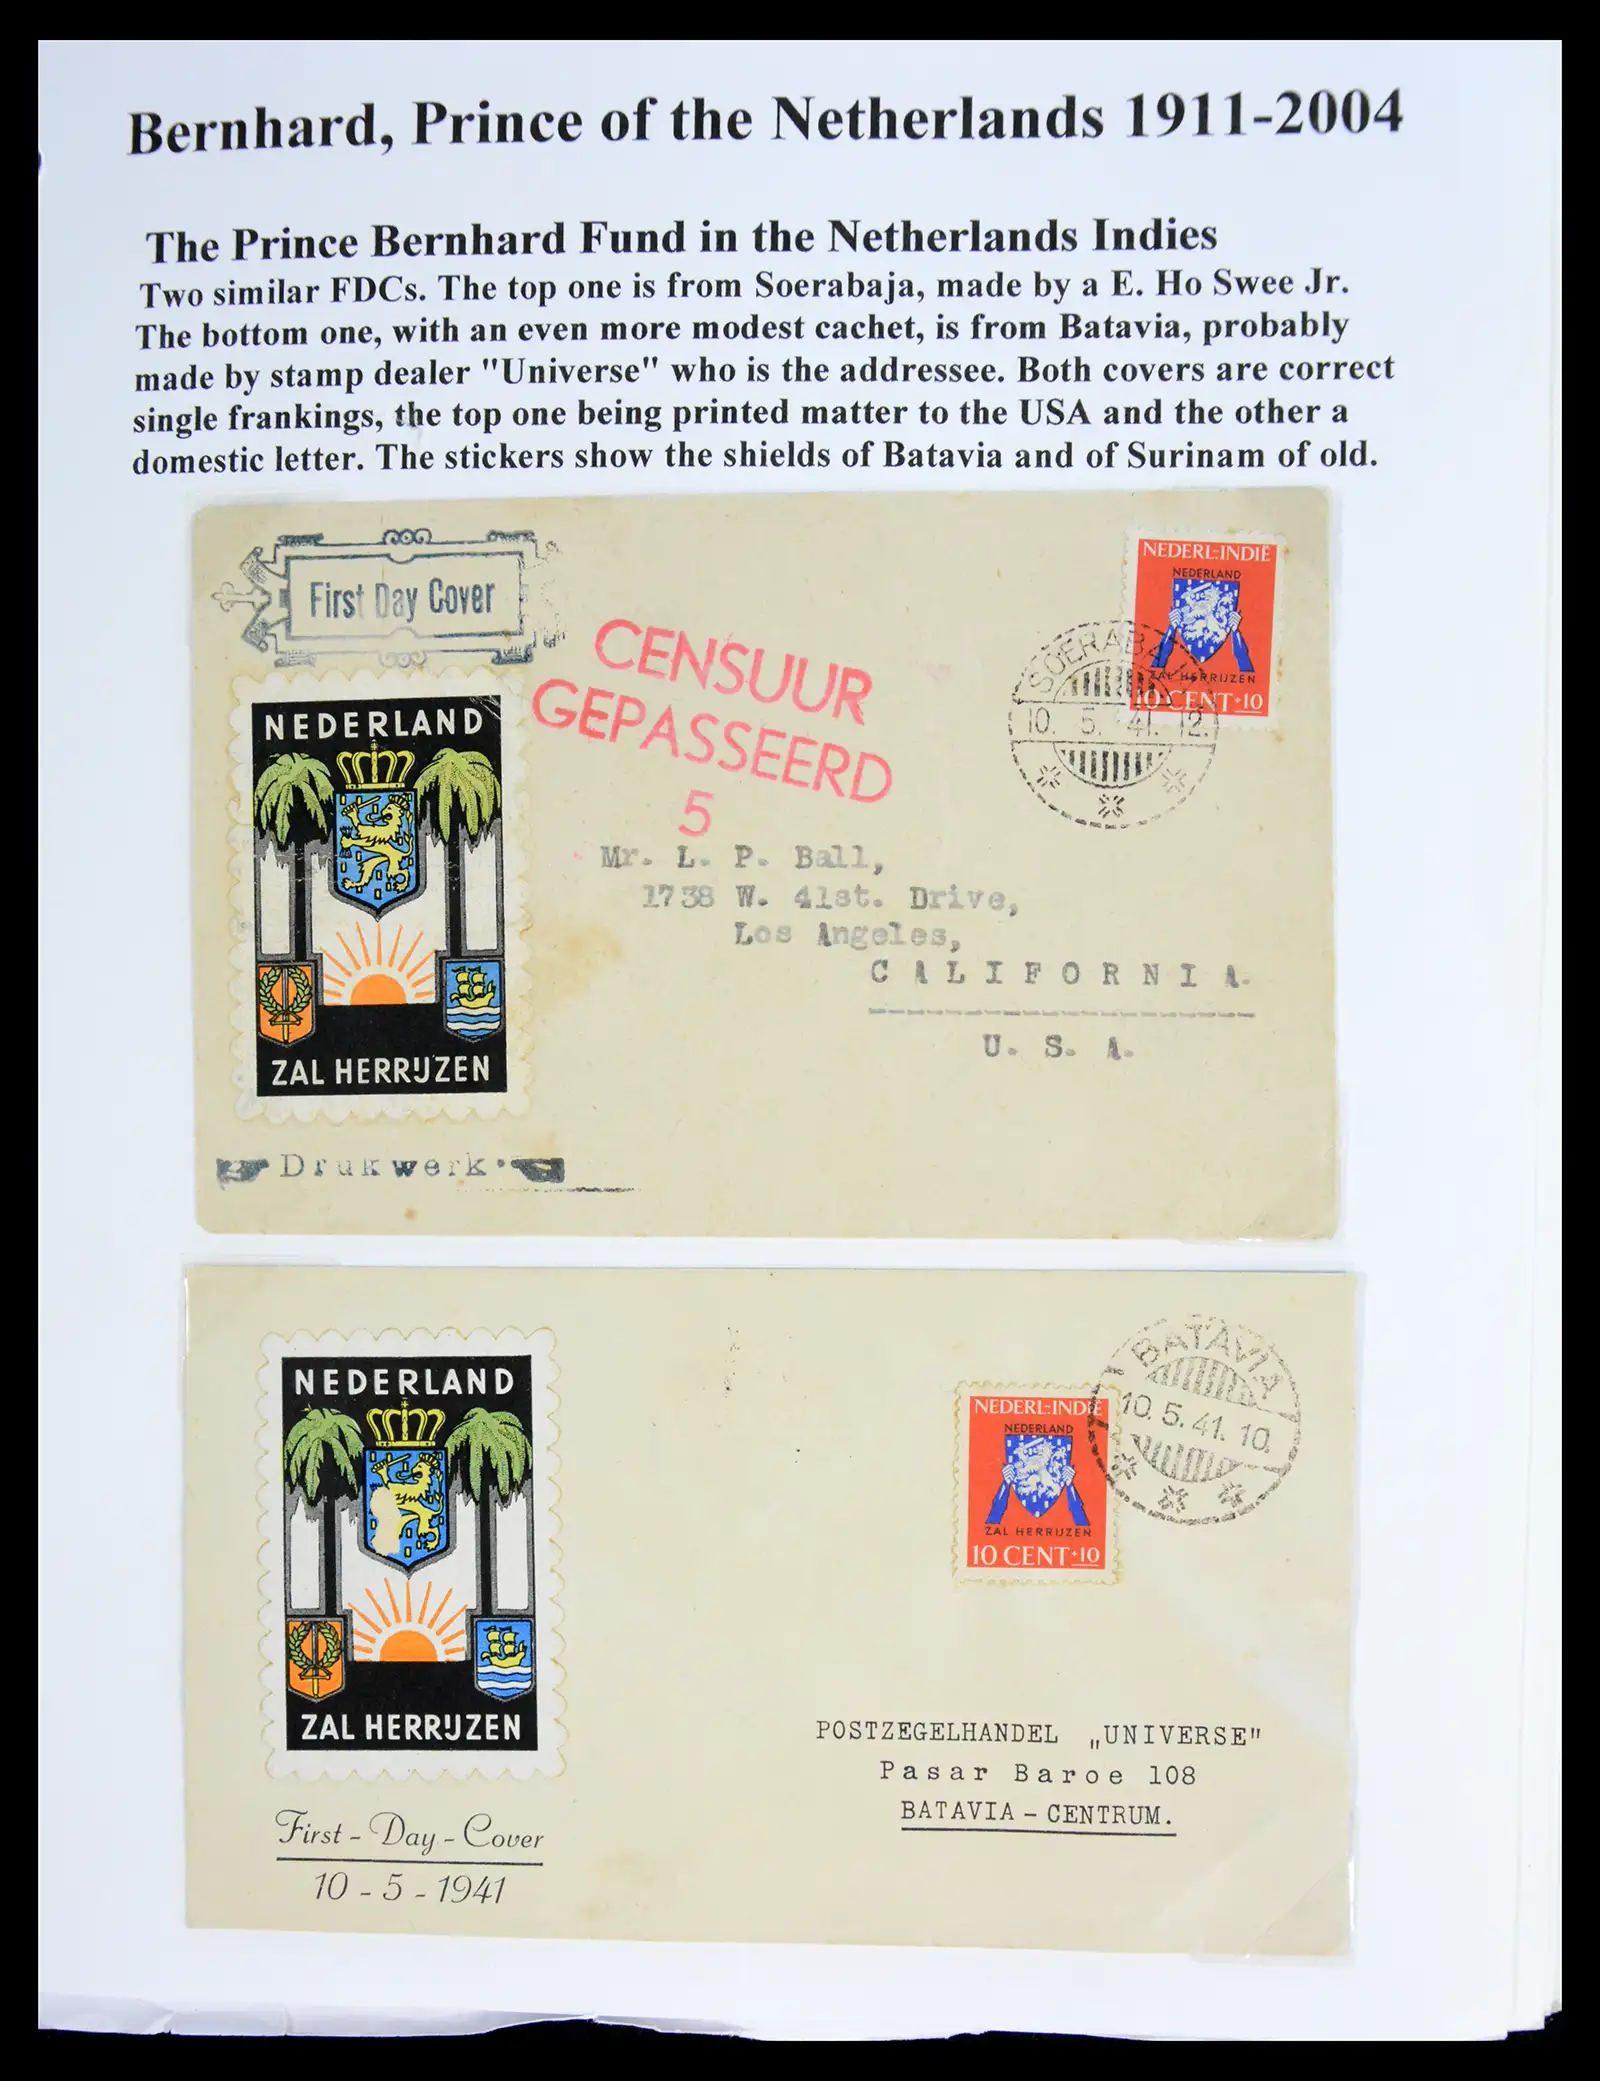 Bernhard, Prince of the Netherlands 1911-2004
The Prince Bernhard Fund in the Netherlands Indies
Two similar FDCs. The top one is from Soerabaja, made by a E. Ho Swee Jr.
The bottom one, with an even more modest cachet, is from Batavia, probably
made by stamp dealer "Universe" who is the addressee. Both covers are correct
single frankings, the top one being printed matter to the USA and the other a
domestic letter. The stickers show the shields of Batavia and of Surinam of old.
First Day Cover
CENSUUR
GEPASSEERD
5
NEDERL-INDIË
NEDERLAND
ZAL HERRIJZEN
10 CENT+10
SOERABAJA
10. 5. 41. 12.
NEDERLAND
ZAL HERRIJZEN
Mr. L. P. Ball,
1738 W. 41st. Drive,
Los Angeles,
CALIFORNIA.
U. S. A.
Drukwerk
NEDERLAND
ZAL HERRIJZEN
NEDERL-INDIË
NEDERLAND
ZAL HERRIJZEN
10 CENT+10
BATAVIA
10. 5. 41. 10.
POSTZEGELHANDEL „UNIVERSE"
Pasar Baroe 108
BATAVIA-CENTRUM.
First-Day-Cover
10-5-1941